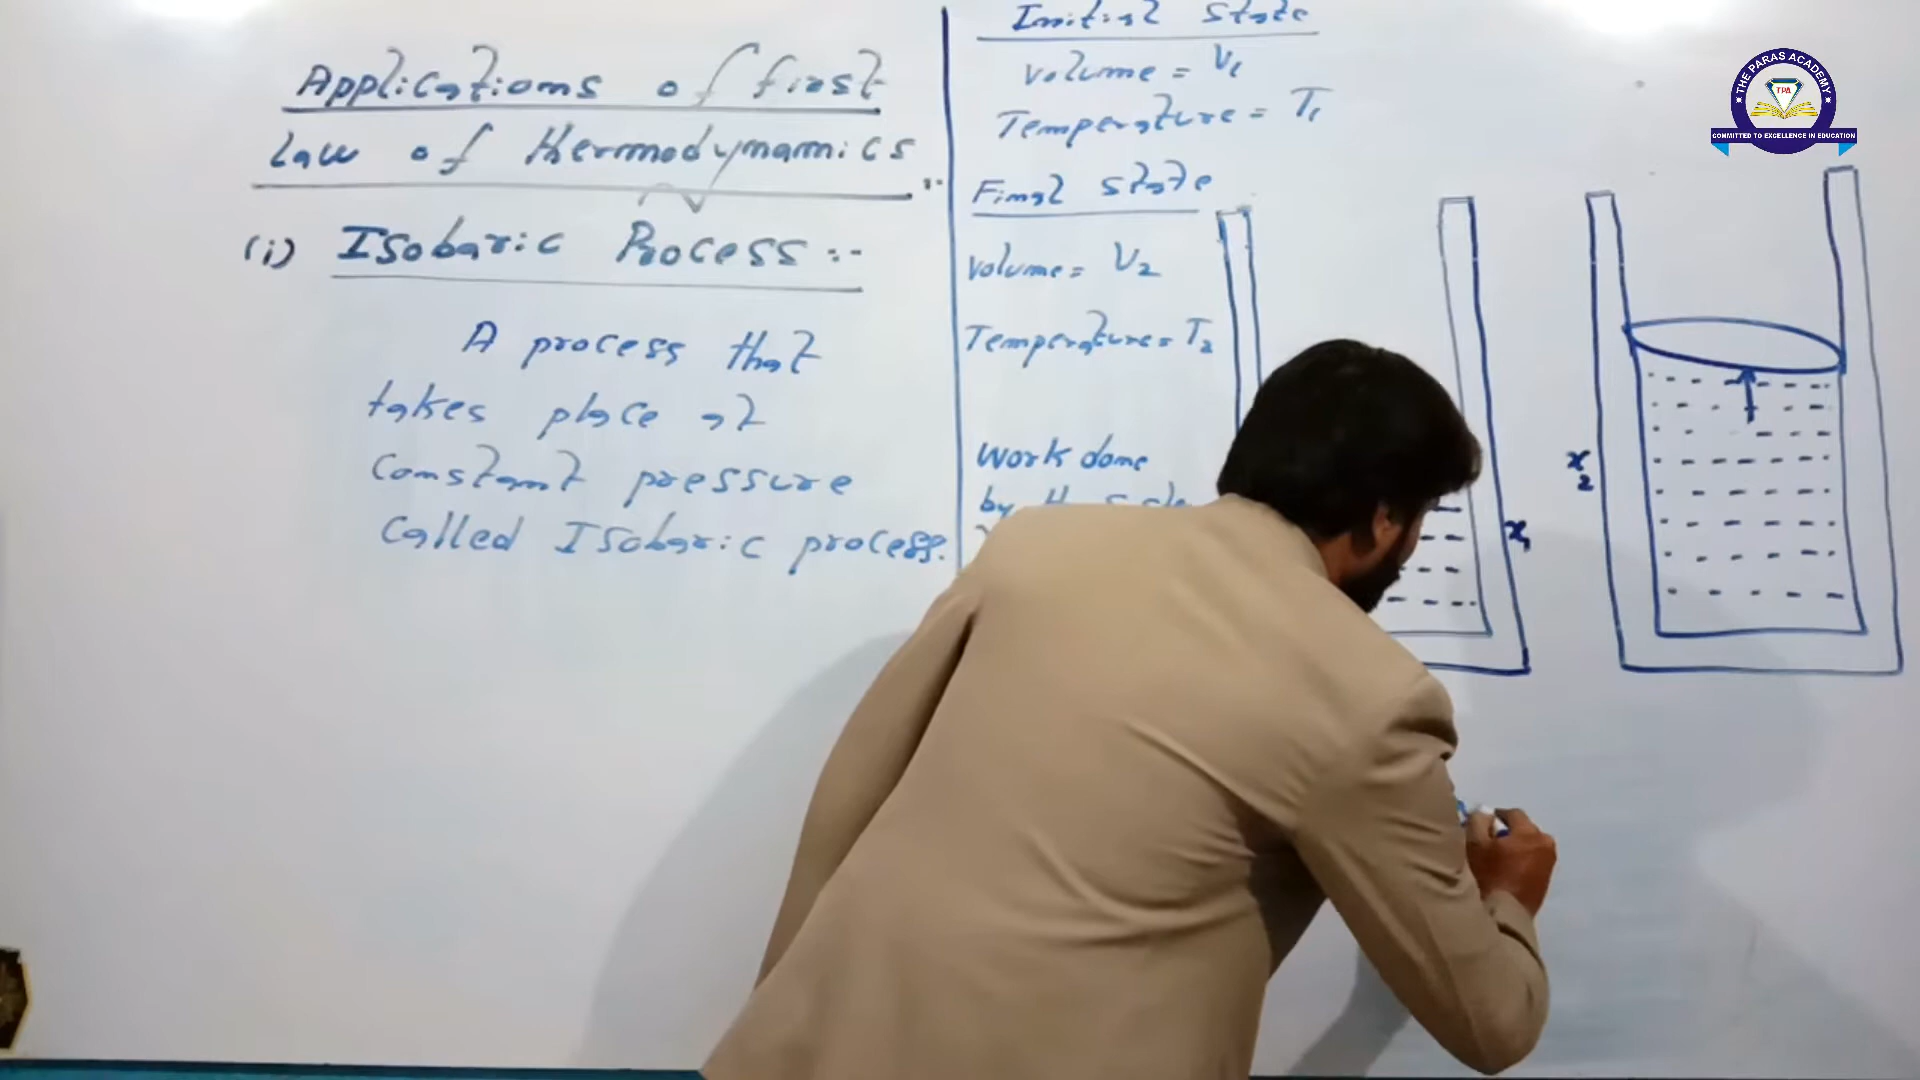 Applications of first
law of thermodynamics :-
(i) Isobaric Process :-
A process that
takes place at
constant pressure
called Isobaric process.
Initial state
Volume = V1
Temperature = T1
Final state
Volume = V2
Temperature = T2
Work done
by
x1
x2
THE PARAS ACADEMY
TPA
COMMITTED TO EXCELLENCE IN EDUCATION